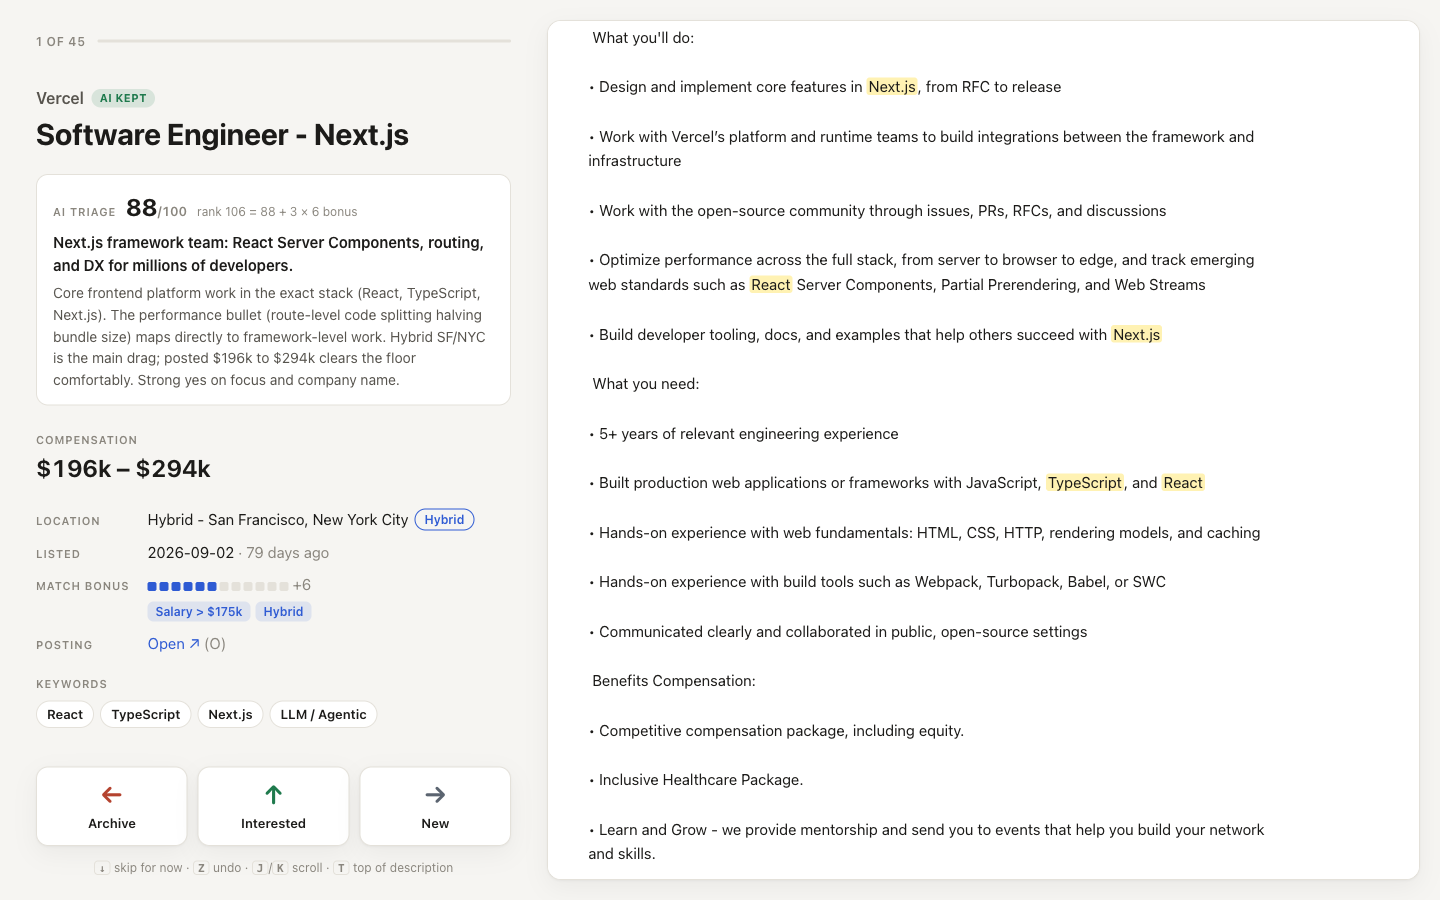 1 OF 45
Vercel AI KEPT
Software Engineer - Next.js
AI TRIAGE 88/100 rank 106 = 88 + 3 × 6 bonus
Next.js framework team: React Server Components, routing,
and DX for millions of developers.
Core frontend platform work in the exact stack (React, TypeScript,
Next.js). The performance bullet (route-level code splitting halving
bundle size) maps directly to framework-level work. Hybrid SF/NYC
is the main drag; posted $196k to $294k clears the floor
comfortably. Strong yes on focus and company name.
COMPENSATION
$196k – $294k
LOCATION Hybrid - San Francisco, New York City Hybrid
LISTED 2026-09-02 · 79 days ago
MATCH BONUS +6
Salary > $175k Hybrid
POSTING Open ↗ (O)
KEYWORDS
React TypeScript Next.js LLM / Agentic
← ↑ →
Archive Interested New
↓ skip for now · Z undo · J/K scroll · T top of description
What you'll do:
• Design and implement core features in Next.js, from RFC to release
• Work with Vercel’s platform and runtime teams to build integrations between the framework and
infrastructure
• Work with the open-source community through issues, PRs, RFCs, and discussions
• Optimize performance across the full stack, from server to browser to edge, and track emerging
web standards such as React Server Components, Partial Prerendering, and Web Streams
• Build developer tooling, docs, and examples that help others succeed with Next.js
What you need:
• 5+ years of relevant engineering experience
• Built production web applications or frameworks with JavaScript, TypeScript, and React
• Hands-on experience with web fundamentals: HTML, CSS, HTTP, rendering models, and caching
• Hands-on experience with build tools such as Webpack, Turbopack, Babel, or SWC
• Communicated clearly and collaborated in public, open-source settings
Benefits Compensation:
• Competitive compensation package, including equity.
• Inclusive Healthcare Package.
• Learn and Grow - we provide mentorship and send you to events that help you build your network
and skills.